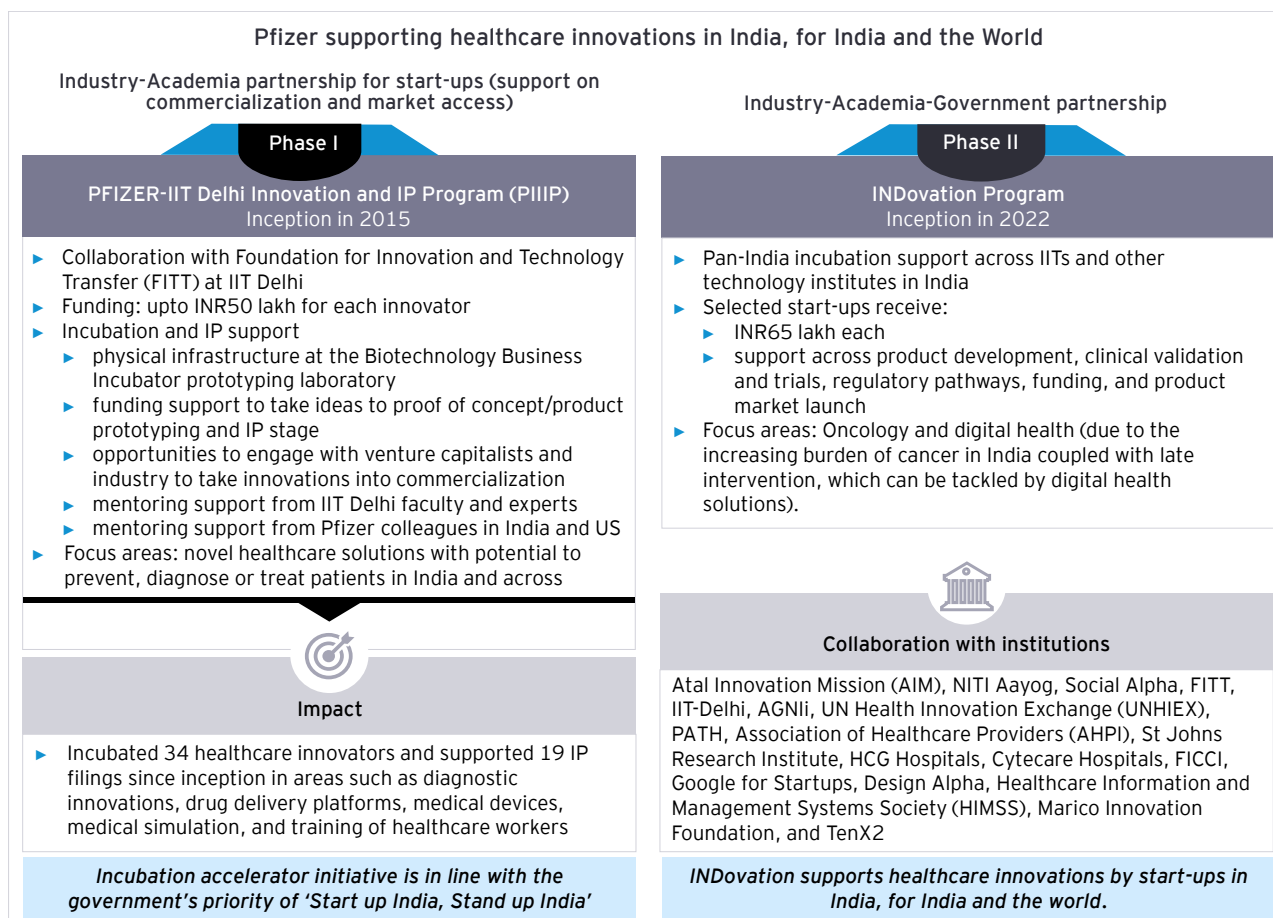 Pfizer supporting healthcare innovations in India, for India and the World
Industry-Academia partnership for start-ups (support on
commercialization and market access)
Phase I
PFIZER-IIT Delhi Innovation and IP Program (PIIIP)
Inception in 2015
► Collaboration with Foundation for Innovation and Technology
Transfer (FITT) at IIT Delhi
► Funding: upto INR50 lakh for each innovator
► Incubation and IP support
► physical infrastructure at the Biotechnology Business
Incubator prototyping laboratory
► funding support to take ideas to proof of concept/product
prototyping and IP stage
► opportunities to engage with venture capitalists and
industry to take innovations into commercialization
► mentoring support from IIT Delhi faculty and experts
► mentoring support from Pfizer colleagues in India and US
► Focus areas: novel healthcare solutions with potential to
prevent, diagnose or treat patients in India and across
Impact
► Incubated 34 healthcare innovators and supported 19 IP
filings since inception in areas such as diagnostic
innovations, drug delivery platforms, medical devices,
medical simulation, and training of healthcare workers
Incubation accelerator initiative is in line with the
government's priority of 'Start up India, Stand up India'
Industry-Academia-Government partnership
Phase II
INDovation Program
Inception in 2022
► Pan-India incubation support across IITs and other
technology institutes in India
► Selected start-ups receive:
► INR65 lakh each
► support across product development, clinical validation
and trials, regulatory pathways, funding, and product
market launch
► Focus areas: Oncology and digital health (due to the
increasing burden of cancer in India coupled with late
intervention, which can be tackled by digital health
solutions).
Collaboration with institutions
Atal Innovation Mission (AIM), NITI Aayog, Social Alpha, FITT,
IIT-Delhi, AGNIi, UN Health Innovation Exchange (UNHIEX),
PATH, Association of Healthcare Providers (AHPI), St Johns
Research Institute, HCG Hospitals, Cytecare Hospitals, FICCI,
Google for Startups, Design Alpha, Healthcare Information and
Management Systems Society (HIMSS), Marico Innovation
Foundation, and TenX2
INDovation supports healthcare innovations by start-ups in
India, for India and the world.